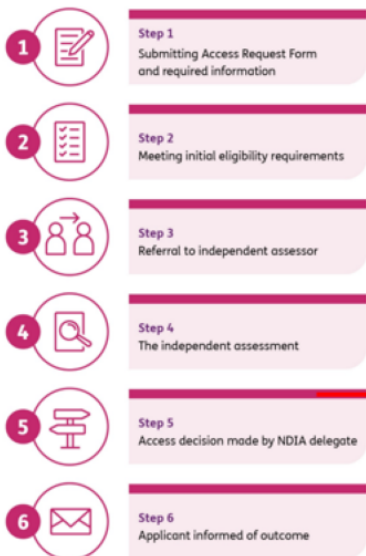 1
Step 1
Submitting Access Request Form
and required information
2
Step 2
Meeting initial eligibility requirements
3
Step 3
Referral to independent assessor
4
Step 4
The independent assessment
5
Step 5
Access decision made by NDIA delegate
6
Step 6
Applicant informed of outcome